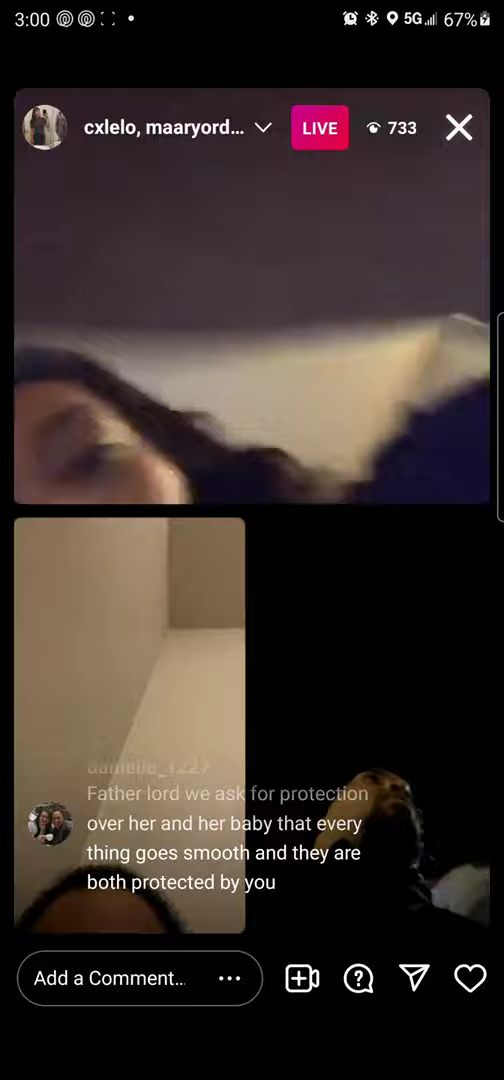 3:00 5G 67%
cxlelo, maaryord... LIVE 733
danielle_1227
Father lord we ask for protection
over her and her baby that every
thing goes smooth and they are
both protected by you
Add a Comment...